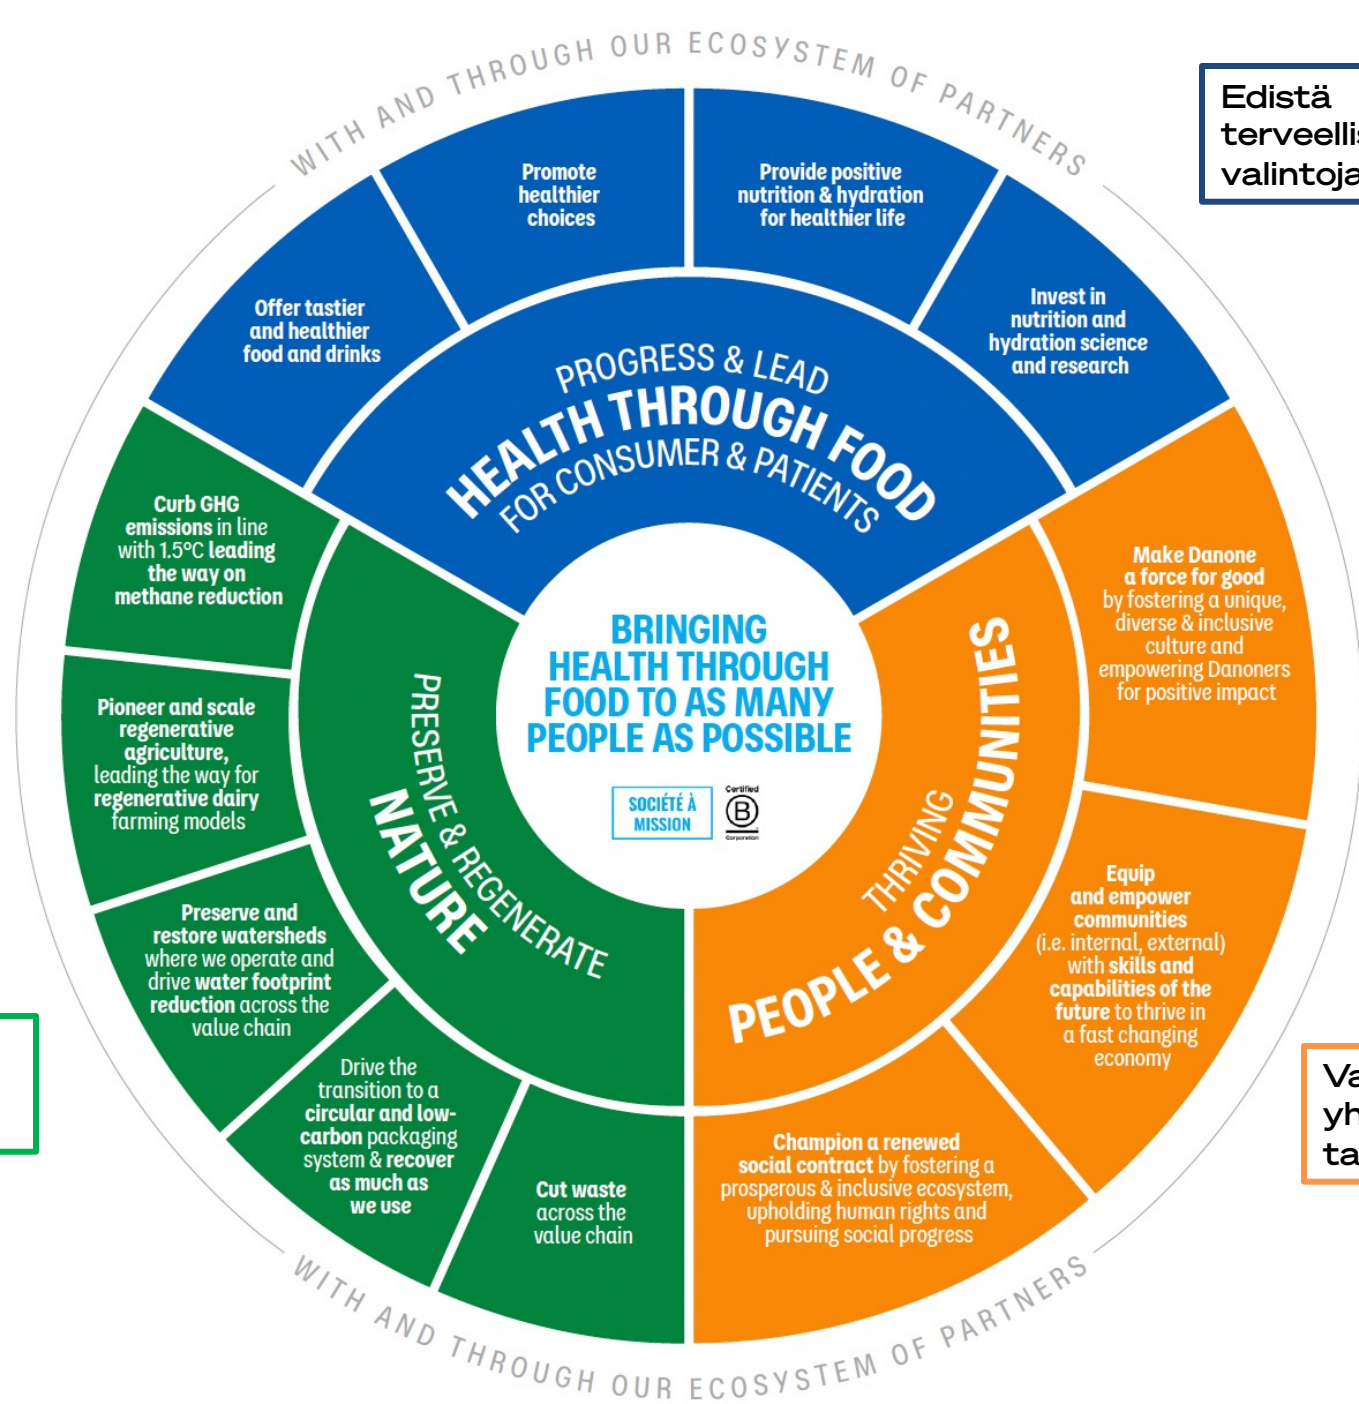 WITH AND THROUGH OUR ECOSYSTEM OF PARTNERS
Edistä
valintoja
Promote
healthier
choices
Provide positive
nutrition & hydration
for healthier life
Offer tastier
and healthier
food and drinks
Invest in
nutrition and
hydration science
and research
PROGRESS & LEAD
HEALTH THROUGH FOOD
FOR CONSUMER & PATIENTS
Curb GHG
emissions in line
with 1.5°C leading
the way on
methane reduction
Pioneer and scale
regenerative
agriculture,
leading the way for
regenerative dairy
farming models
Preserve and
restore watersheds
where we operate and
drive water footprint
reduction across the
value chain
Drive the
transition to a
circular and low-
carbon packaging
system & recover
as much as
we use
Cut waste
across the
value chain
PRESERVE & REGENERATE
NATURE
BRINGING
HEALTH THROUGH
FOOD TO AS MANY
PEOPLE AS POSSIBLE
SOCIÉTÉ À
MISSION
Certified
B
Corporation
THRIVING
PEOPLE & COMMUNITIES
Make Danone
a force for good
by fostering a unique,
diverse & inclusive
culture and
empowering Danoners
for positive impact
Equip
and empower
communities
(i.e. internal, external)
with skills and
capabilities of the
future to thrive in
a fast changing
economy
Champion a renewed
social contract by fostering a
prosperous & inclusive ecosystem,
upholding human rights and
pursuing social progress
WITH AND THROUGH OUR ECOSYSTEM OF PARTNERS